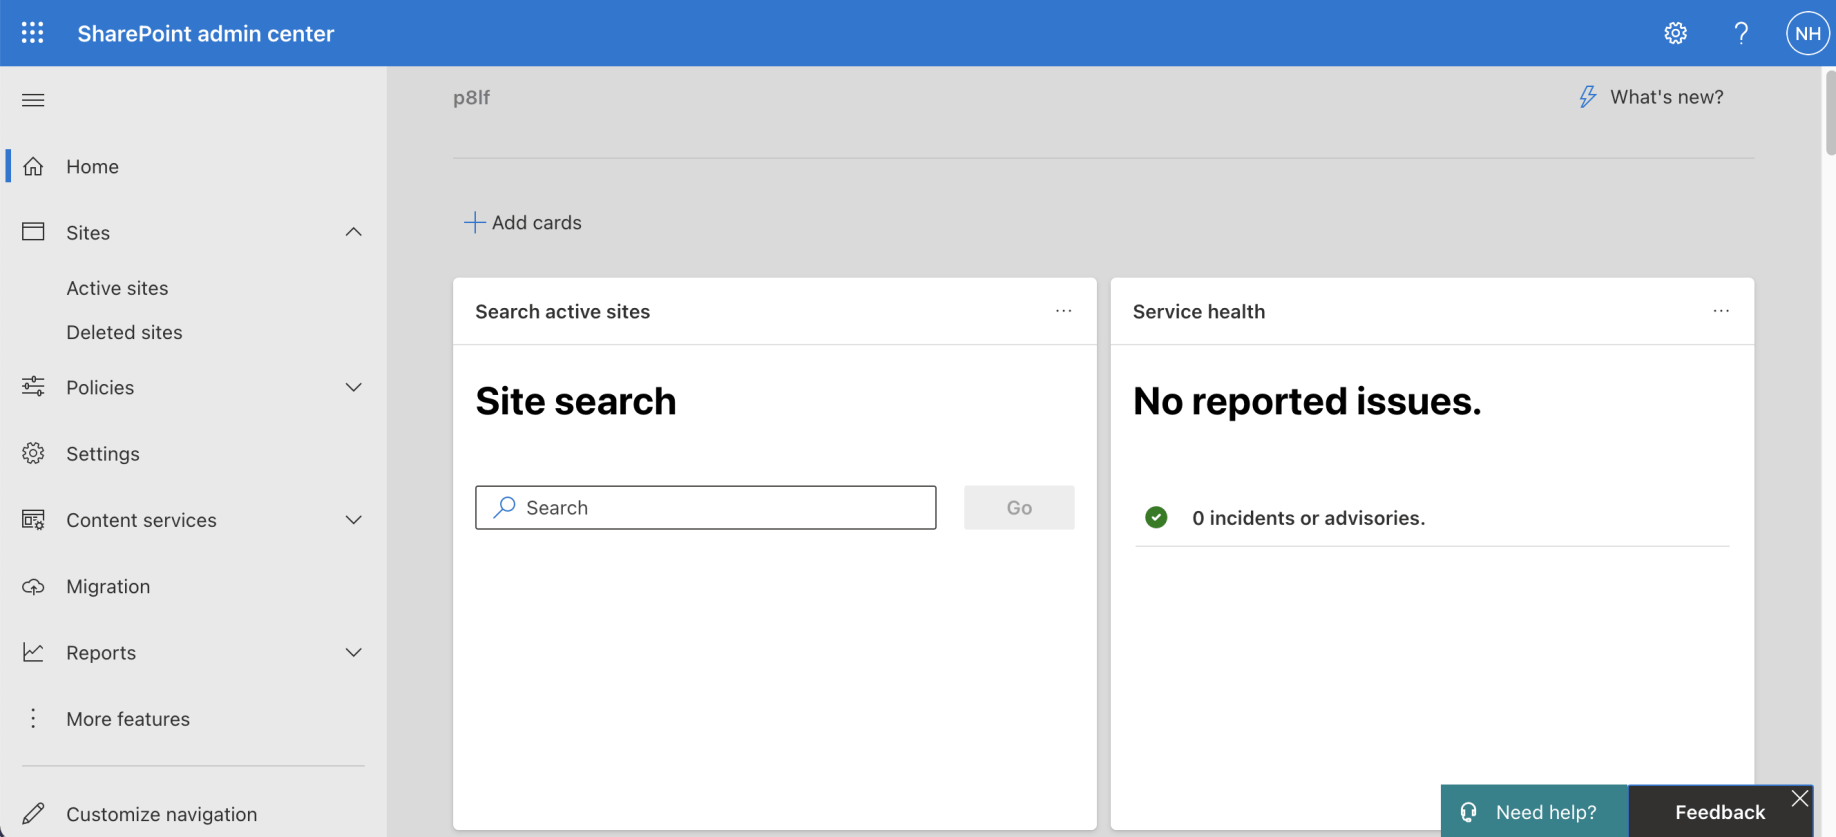 SharePoint admin center
NH
p8lf
What's new?
Home
Sites
Active sites
Deleted sites
Policies
Settings
Content services
Migration
Reports
More features
Customize navigation
Add cards
Search active sites
Site search
Search
Go
Service health
No reported issues.
0 incidents or advisories.
Need help?
Feedback